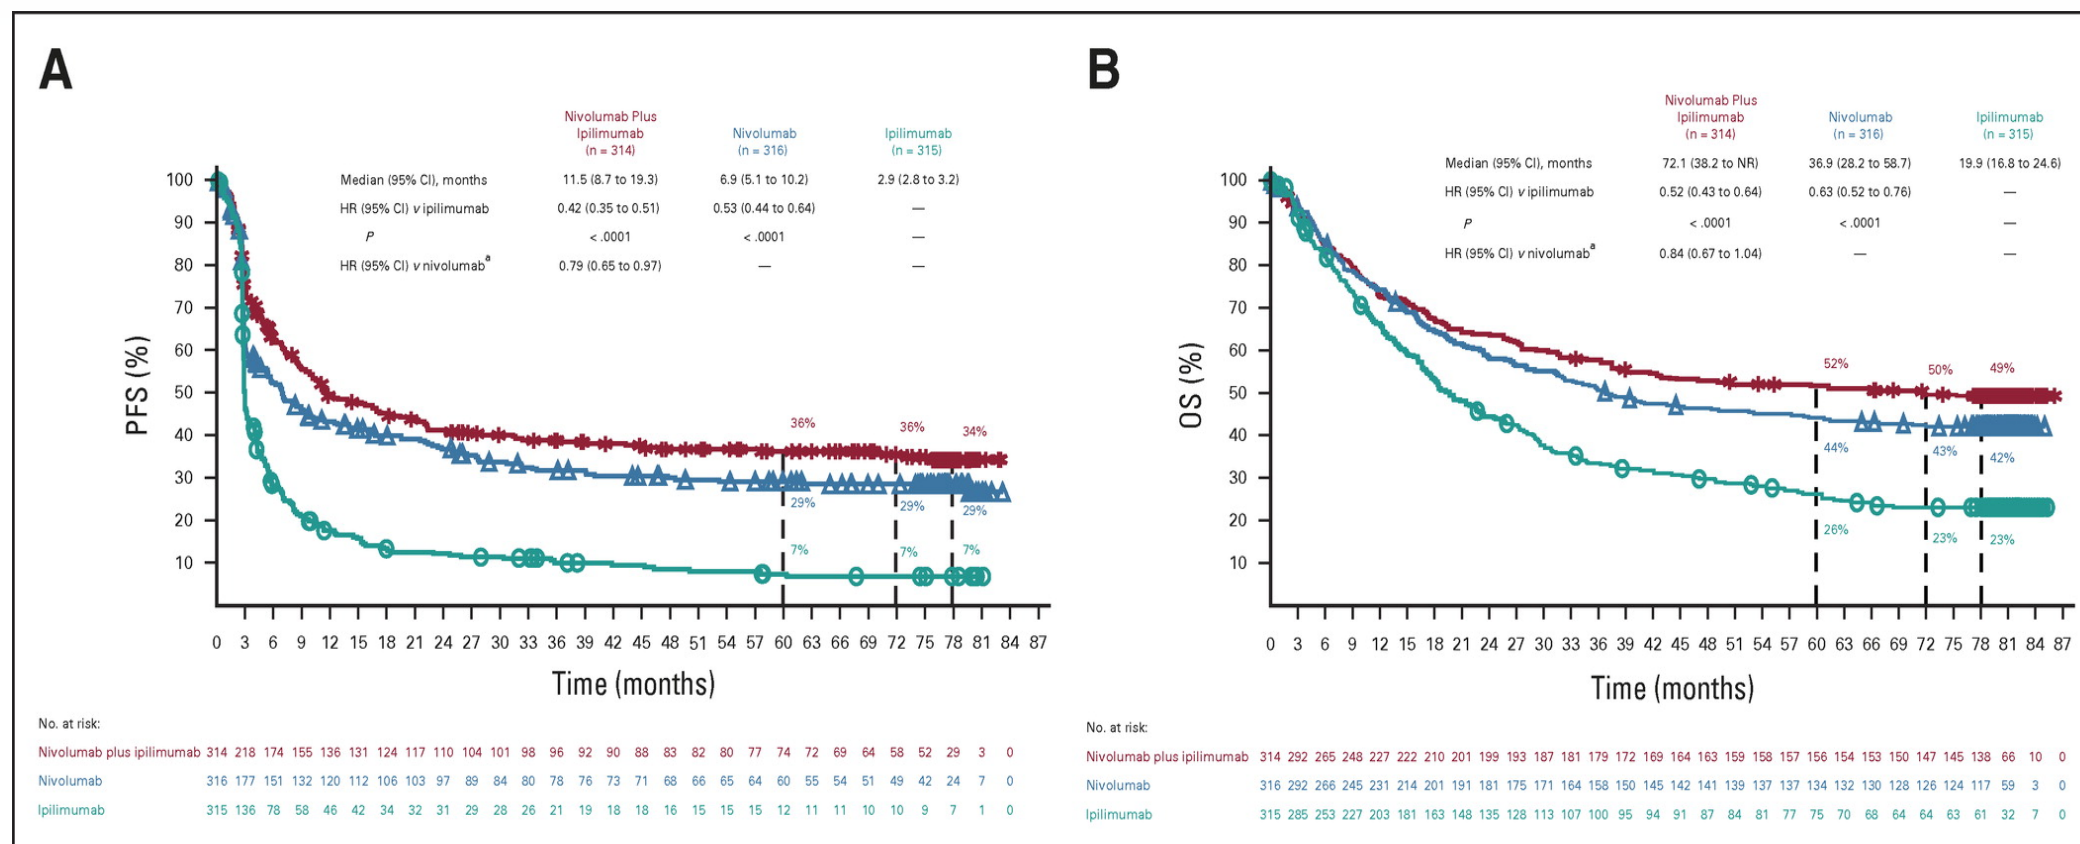 A
Nivolumab Plus
Ipilimumab
(n = 314)
Nivolumab
(n = 316)
Ipilimumab
(n = 315)
Median (95% CI), months 11.5 (8.7 to 19.3) 6.9 (5.1 to 10.2) 2.9 (2.8 to 3.2)
HR (95% CI) v ipilimumab 0.42 (0.35 to 0.51) 0.53 (0.44 to 0.64) —
P < .0001 < .0001 —
HR (95% CI) v nivolumabª 0.79 (0.65 to 0.97) — —
PFS (%)
100
90
80
70
60
50
40
30
20
10
36% 36% 34%
29% 29% 29%
7% 7% 7%
0 3 6 9 12 15 18 21 24 27 30 33 36 39 42 45 48 51 54 57 60 63 66 69 72 75 78 81 84 87
Time (months)
No. at risk:
Nivolumab plus ipilimumab 314 218 174 155 136 131 124 117 110 104 101 98 96 92 90 88 83 82 80 77 74 72 69 64 58 52 29 3 0
Nivolumab 316 177 151 132 120 112 106 103 97 89 84 80 78 76 73 71 68 66 65 64 60 55 54 51 49 42 24 7 0
Ipilimumab 315 136 78 58 46 42 34 32 31 29 28 26 21 19 18 18 16 15 15 15 12 11 11 10 10 9 7 1 0
B
Nivolumab Plus
Ipilimumab
(n = 314)
Nivolumab
(n = 316)
Ipilimumab
(n = 315)
Median (95% CI), months 72.1 (38.2 to NR) 36.9 (28.2 to 58.7) 19.9 (16.8 to 24.6)
HR (95% CI) v ipilimumab 0.52 (0.43 to 0.64) 0.63 (0.52 to 0.76) —
P < .0001 < .0001 —
HR (95% CI) v nivolumabª 0.84 (0.67 to 1.04) — —
OS (%)
100
90
80
70
60
50
40
30
20
10
52% 50% 49%
44% 43% 42%
26% 23% 23%
0 3 6 9 12 15 18 21 24 27 30 33 36 39 42 45 48 51 54 57 60 63 66 69 72 75 78 81 84 87
Time (months)
No. at risk:
Nivolumab plus ipilimumab 314 292 265 248 227 222 210 201 199 193 187 181 179 172 169 164 163 159 158 157 156 154 153 150 147 145 138 66 10 0
Nivolumab 316 292 266 245 231 214 201 191 181 175 171 164 158 150 145 142 141 139 137 137 134 132 130 128 126 124 117 59 3 0
Ipilimumab 315 285 253 227 203 181 163 148 135 128 113 107 100 95 94 91 87 84 81 77 75 70 68 64 64 63 61 32 7 0